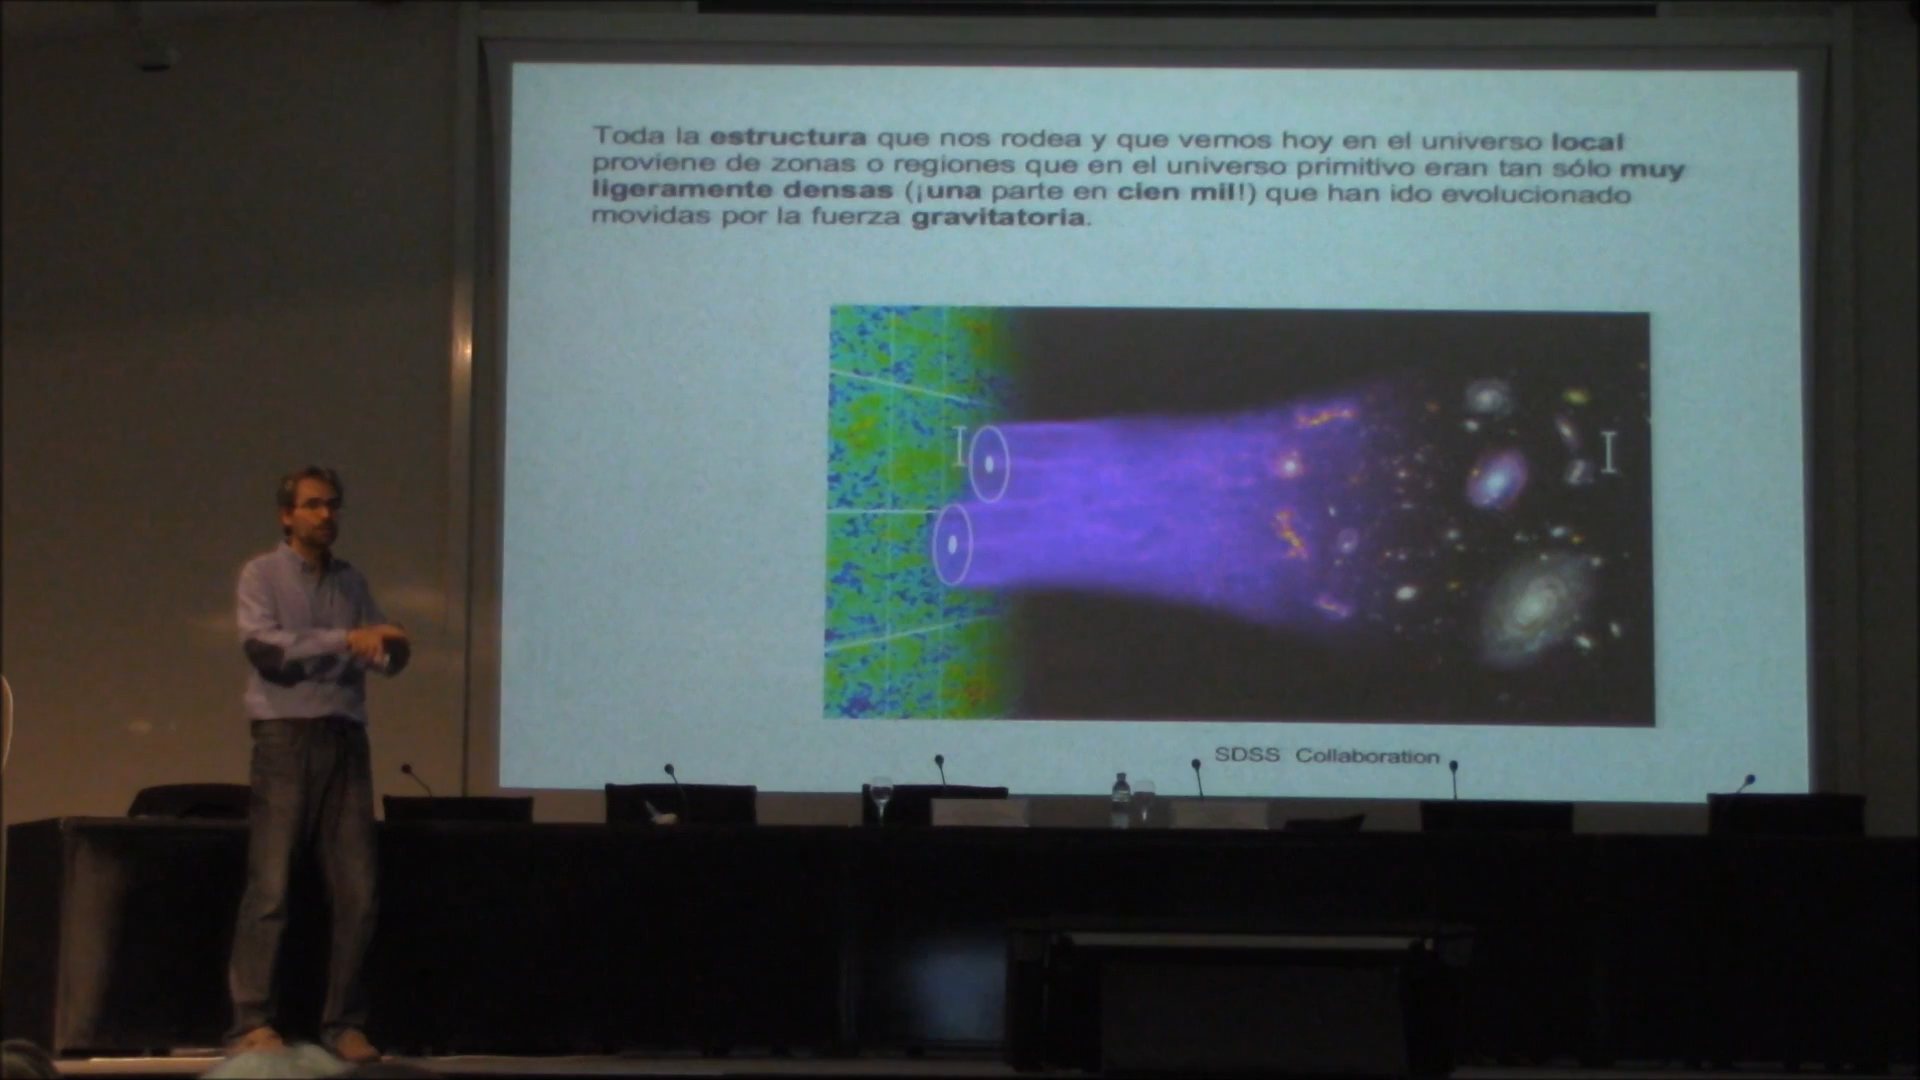 Toda la estructura que nos rodea y que vemos hoy en el universo local
proviene de zonas o regiones que en el universo primitivo eran tan sólo muy
ligeramente densas (¡una parte en cien mil!) que han ido evolucionado
movidas por la fuerza gravitatoria.
SDSS Collaboration